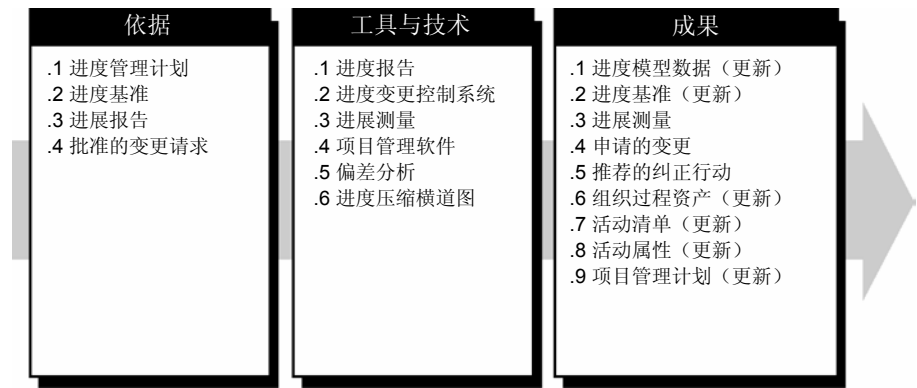 依据
.1 进度管理计划
.2 进度基准
.3 进展报告
.4 批准的变更请求
工具与技术
.1 进度报告
.2 进度变更控制系统
.3 进展测量
.4 项目管理软件
.5 偏差分析
.6 进度压缩横道图
成果
.1 进度模型数据（更新）
.2 进度基准（更新）
.3 进展测量
.4 申请的变更
.5 推荐的纠正行动
.6 组织过程资产（更新）
.7 活动清单（更新）
.8 活动属性（更新）
.9 项目管理计划（更新）